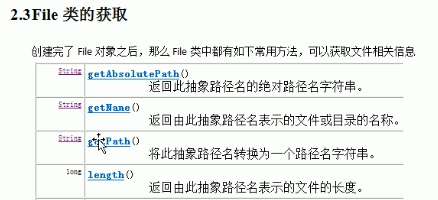 2.3File 类的获取
创建完了 File 对象之后，那么 File 类中都有如下常用方法，可以获取文件相关信息
String getAbsolutePath()
返回此抽象路径名的绝对路径名字符串。
String getName()
返回由此抽象路径名表示的文件或目录的名称。
String getPath()
将此抽象路径名转换为一个路径名字符串。
long length()
返回由此抽象路径名表示的文件的长度。